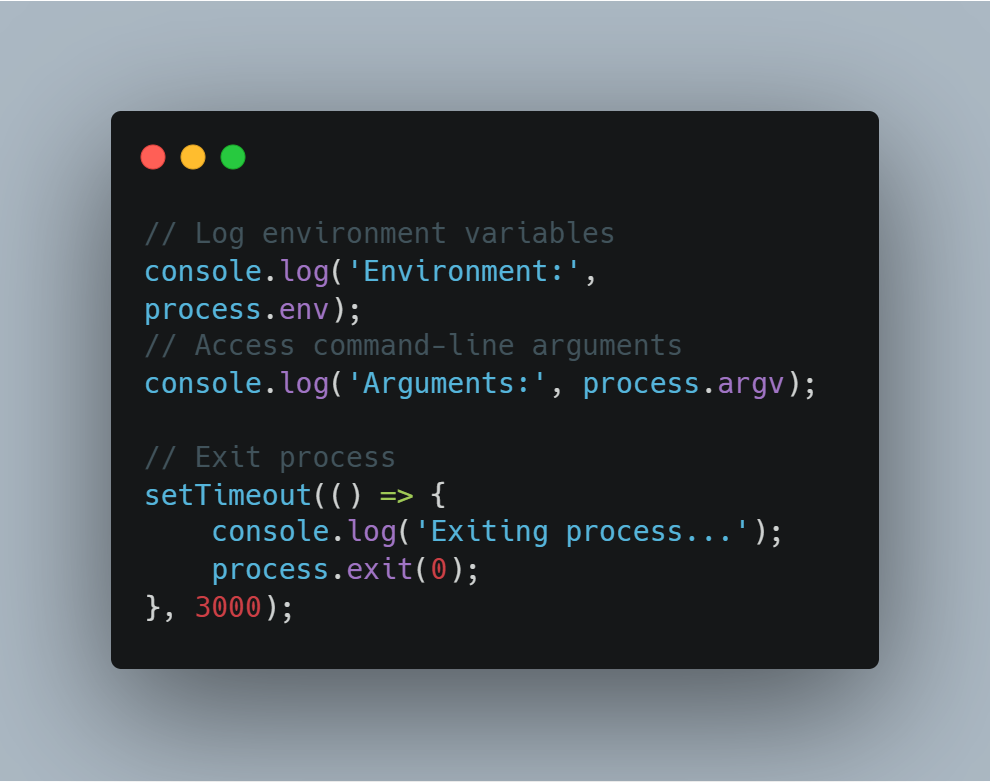 // Log environment variables
console.log('Environment:',
process.env);
// Access command-line arguments
console.log('Arguments:', process.argv);

// Exit process
setTimeout(() => {
    console.log('Exiting process...');
    process.exit(0);
}, 3000);